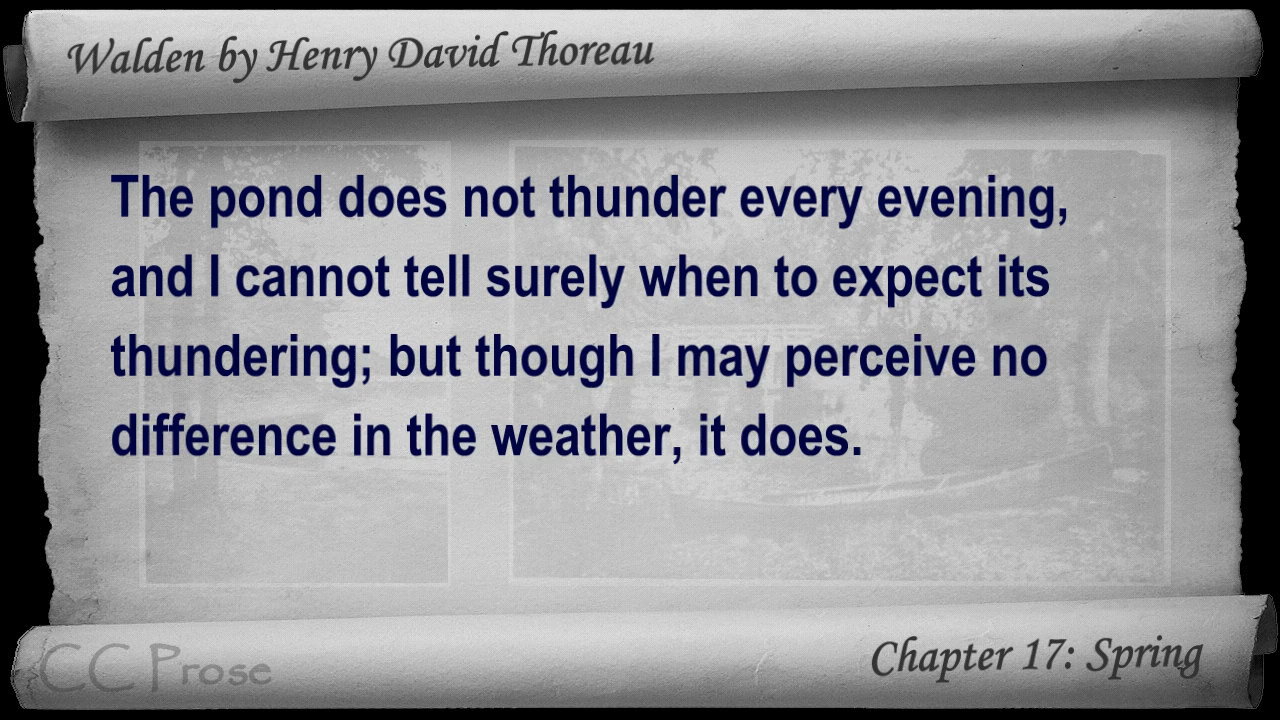 Walden by Henry David Thoreau
The pond does not thunder every evening,
and I cannot tell surely when to expect its
thundering; but though I may perceive no
difference in the weather, it does.
CC Prose
Chapter 17: Spring